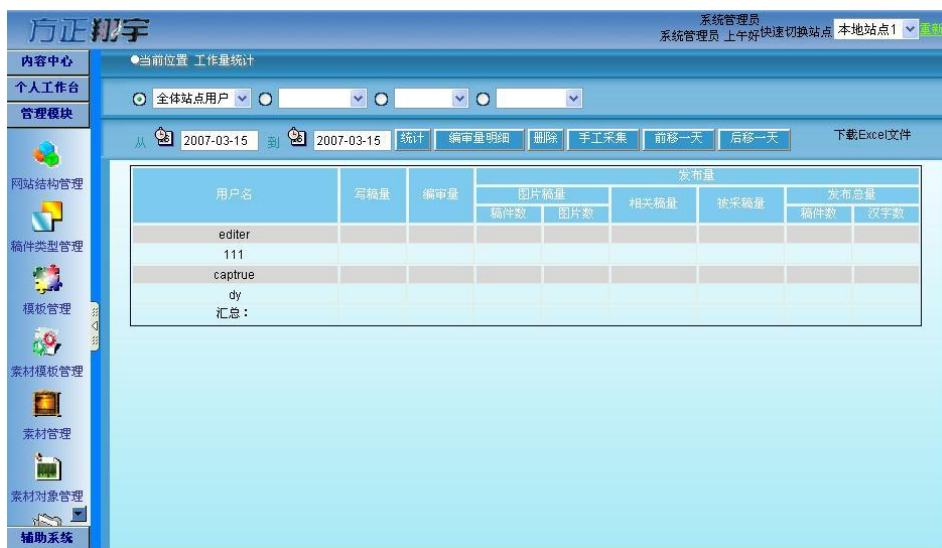 方正翔宇
系统管理员
系统管理员 上午好快速切换站点 本地站点1 重新
内容中心
个人工作台
管理模块
网站结构管理
稿件类型管理
模板管理
素材模板管理
素材管理
素材对象管理
辅助系统
当前位置 工作量统计
全体站点用户
从 2007-03-15 到 2007-03-15 统计 编审量明细 删除 手工采集 前移一天 后移一天 下载Excel文件
用户名 写稿量 编审量 发布量
图片稿量 相关稿量 被采稿量 发布总量
稿件数 图片数 稿件数 汉字数
editer
111
captrue
dy
汇总：